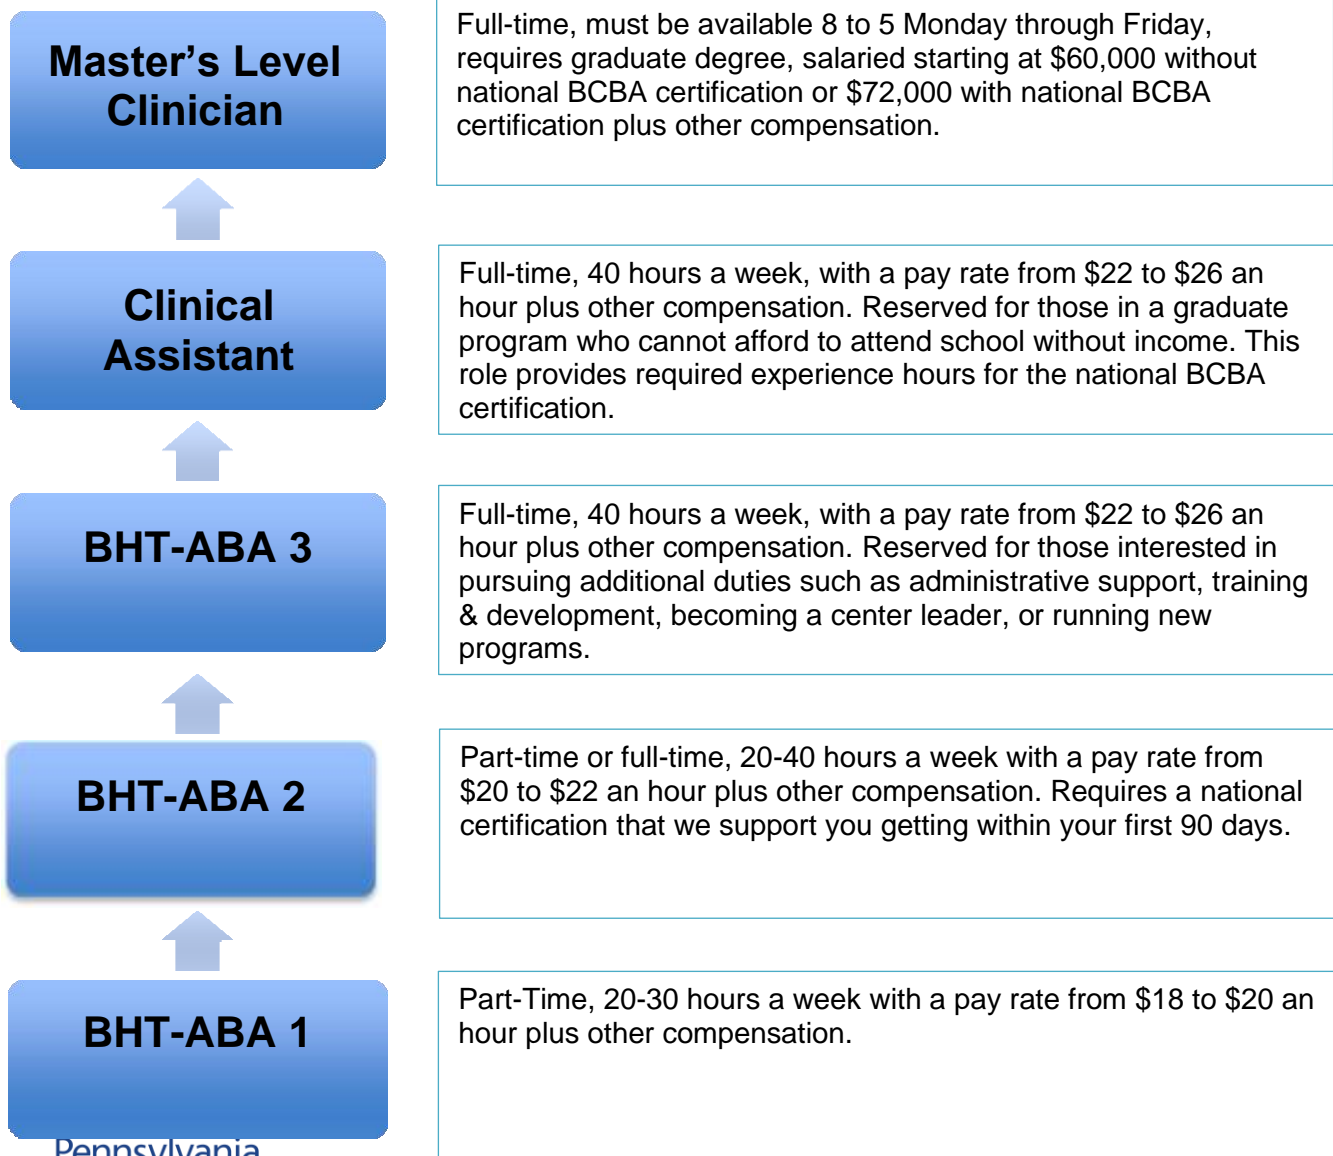 Master’s Level
Clinician
Full-time, must be available 8 to 5 Monday through Friday,
requires graduate degree, salaried starting at $60,000 without
national BCBA certification or $72,000 with national BCBA
certification plus other compensation.
Clinical
Assistant
Full-time, 40 hours a week, with a pay rate from $22 to $26 an
hour plus other compensation. Reserved for those in a graduate
program who cannot afford to attend school without income. This
role provides required experience hours for the national BCBA
certification.
BHT-ABA 3
Full-time, 40 hours a week, with a pay rate from $22 to $26 an
hour plus other compensation. Reserved for those interested in
pursuing additional duties such as administrative support, training
& development, becoming a center leader, or running new
programs.
BHT-ABA 2
Part-time or full-time, 20-40 hours a week with a pay rate from
$20 to $22 an hour plus other compensation. Requires a national
certification that we support you getting within your first 90 days.
BHT-ABA 1
Part-Time, 20-30 hours a week with a pay rate from $18 to $20 an
hour plus other compensation.
Pennsylvania